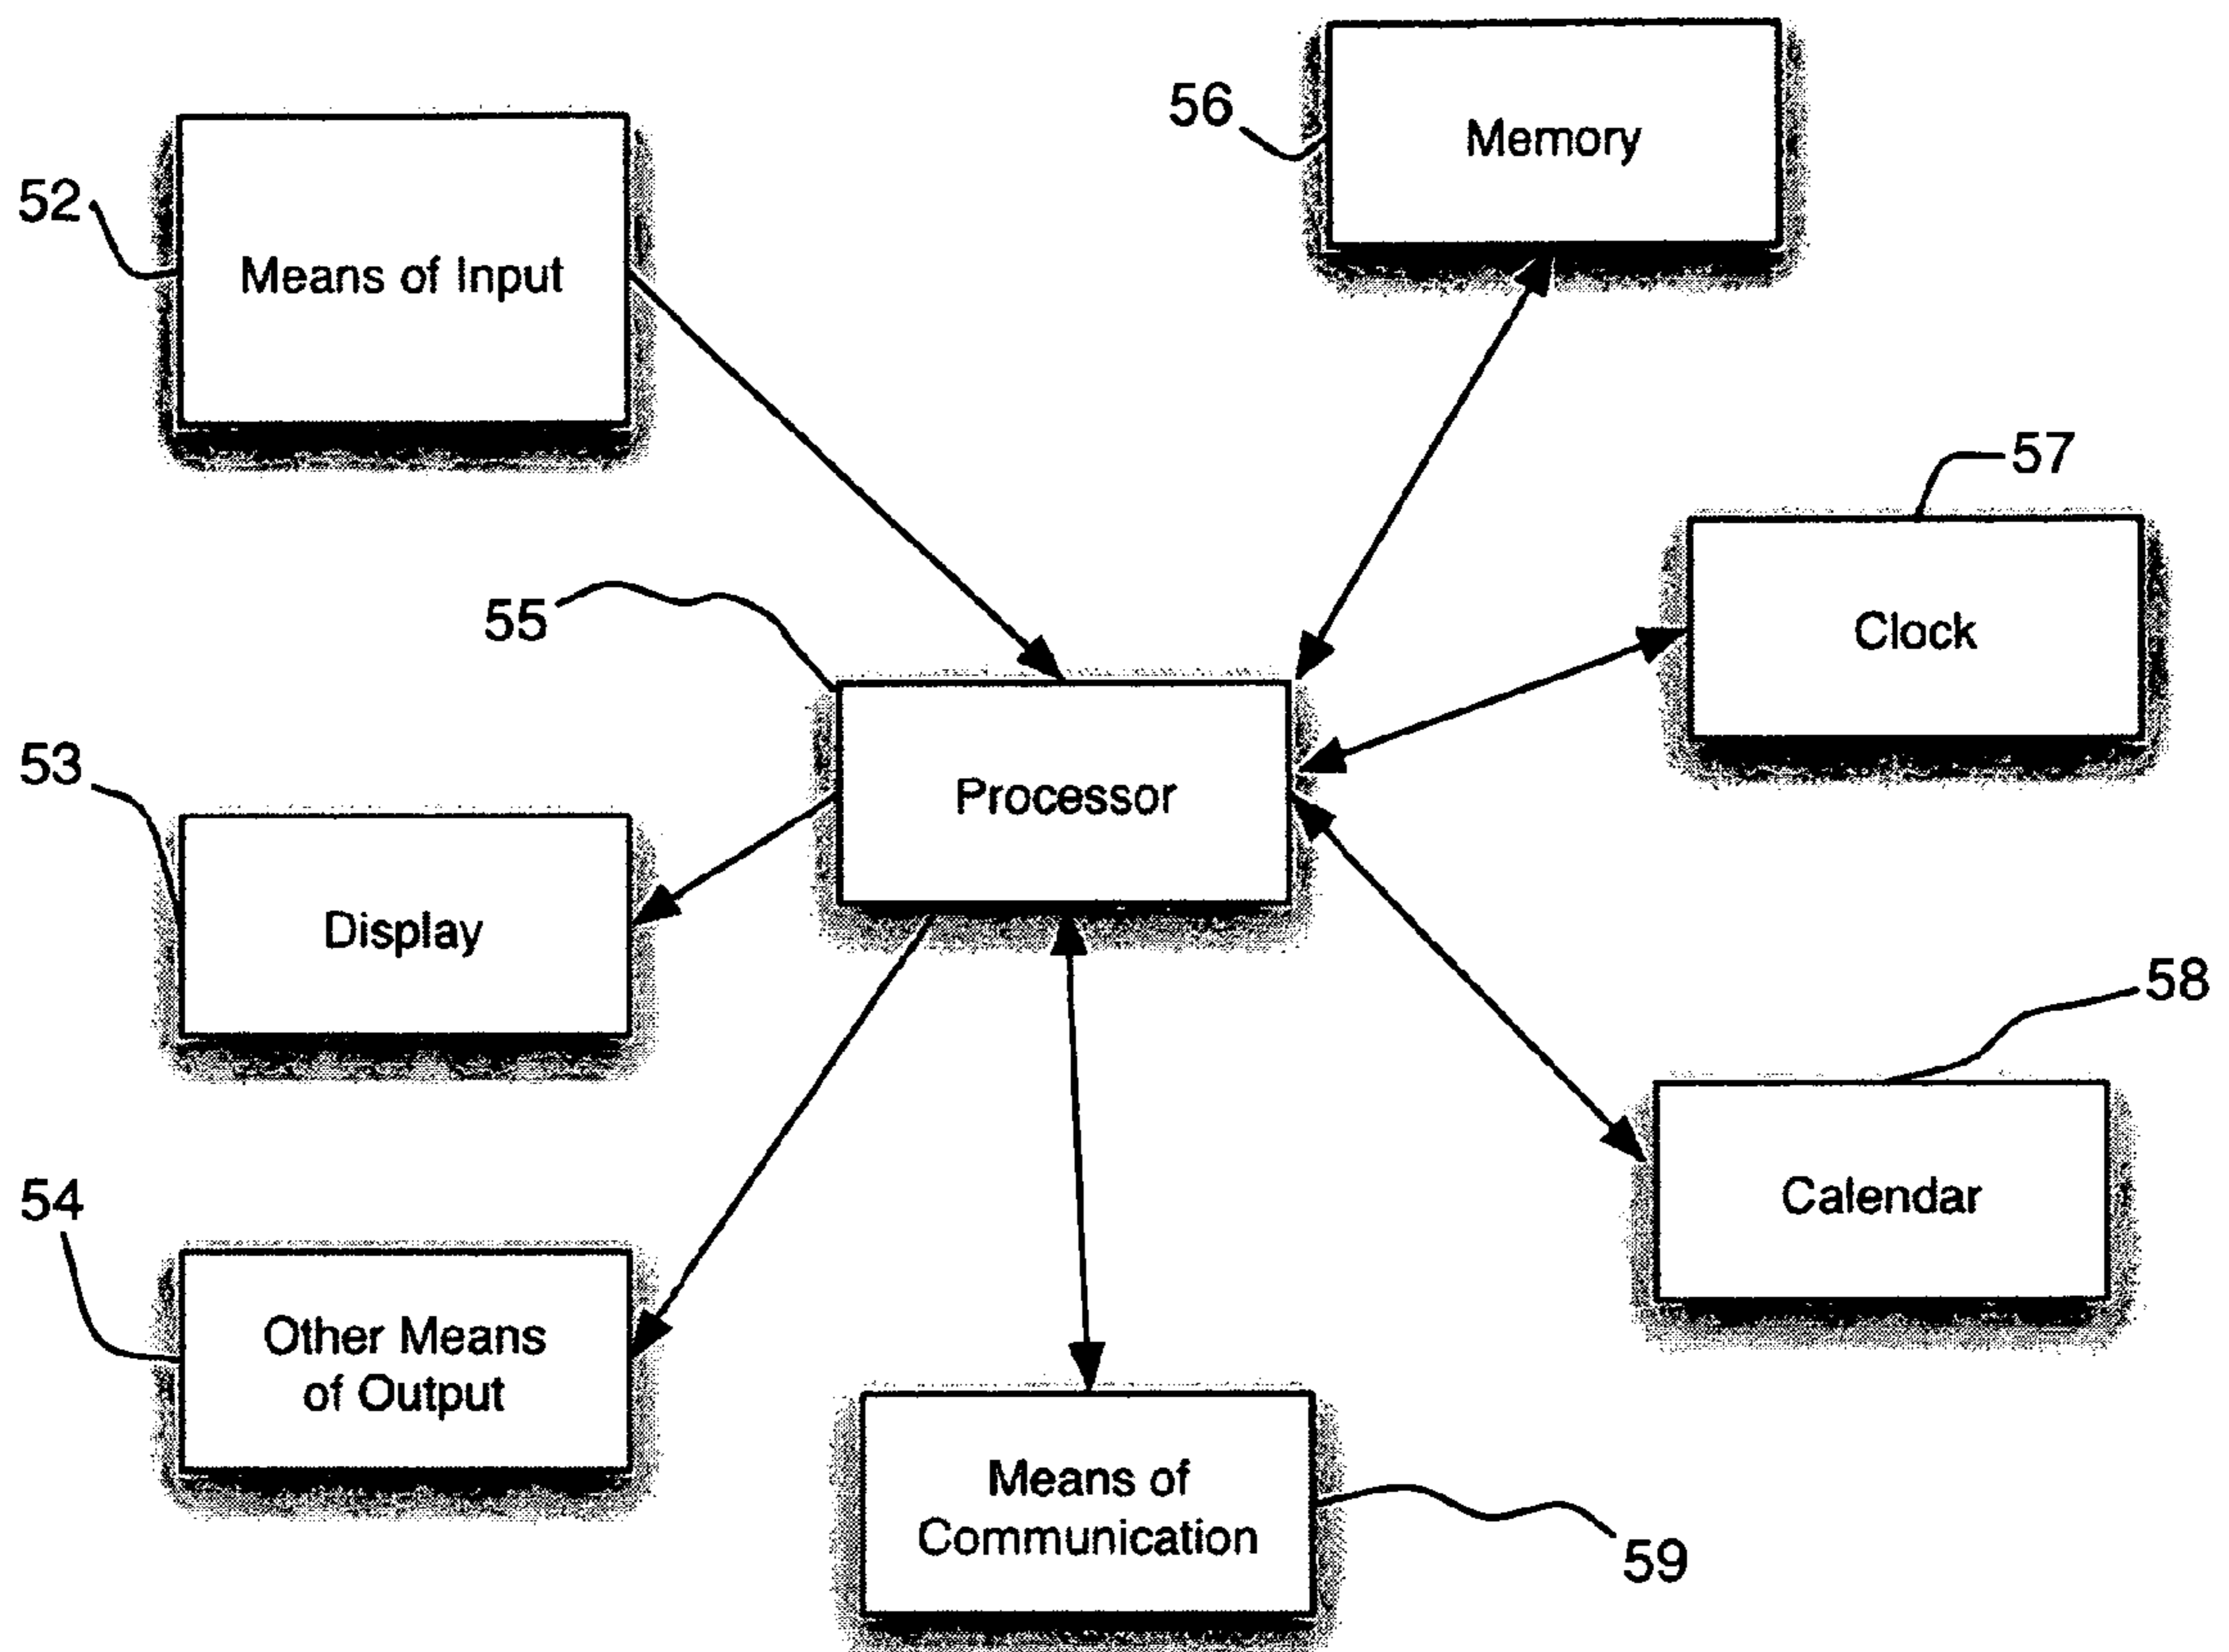 56
Memory
52
Means of Input
57
Clock
55
Processor
53
Display
58
Calendar
54
Other Means
of Output
Means of
Communication
59